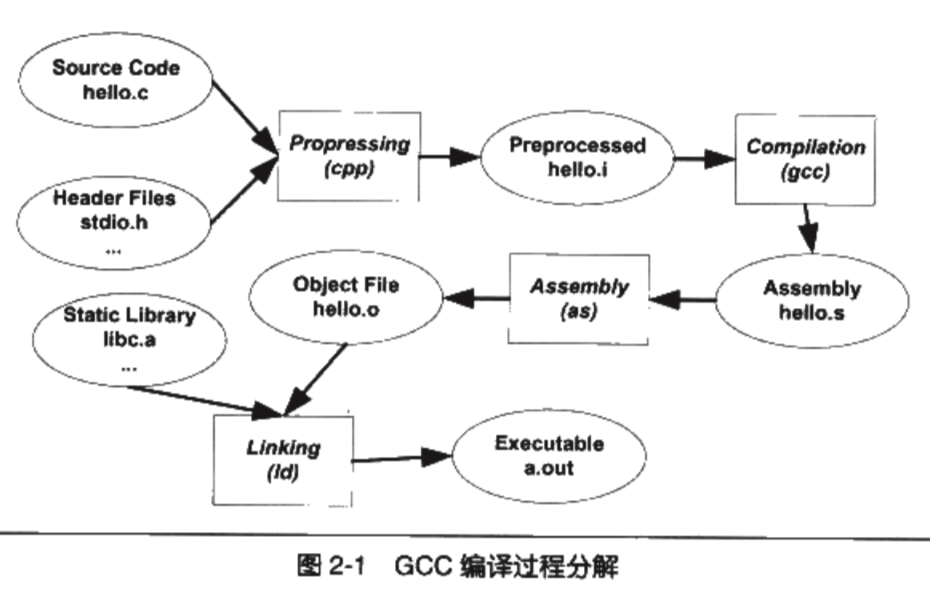 Source Code
hello.c
Header Files
stdio.h
...
Propressing
(cpp)
Preprocessed
hello.i
Compilation
(gcc)
Assembly
hello.s
Assembly
(as)
Object File
hello.o
Static Library
libc.a
...
Linking
(ld)
Executable
a.out
图 2-1 GCC 编译过程分解